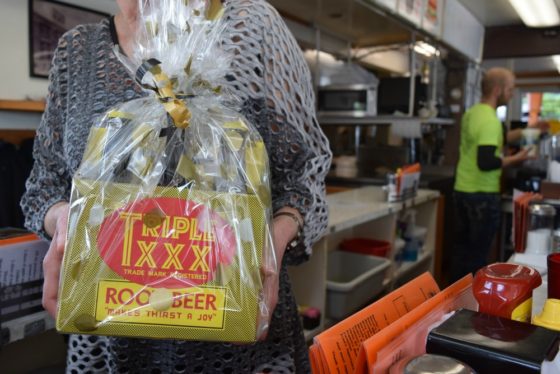 TRIPLE
XXX
TRADE MARK REGISTERED
ROOT BEER
"MAKES THIRST A JOY"